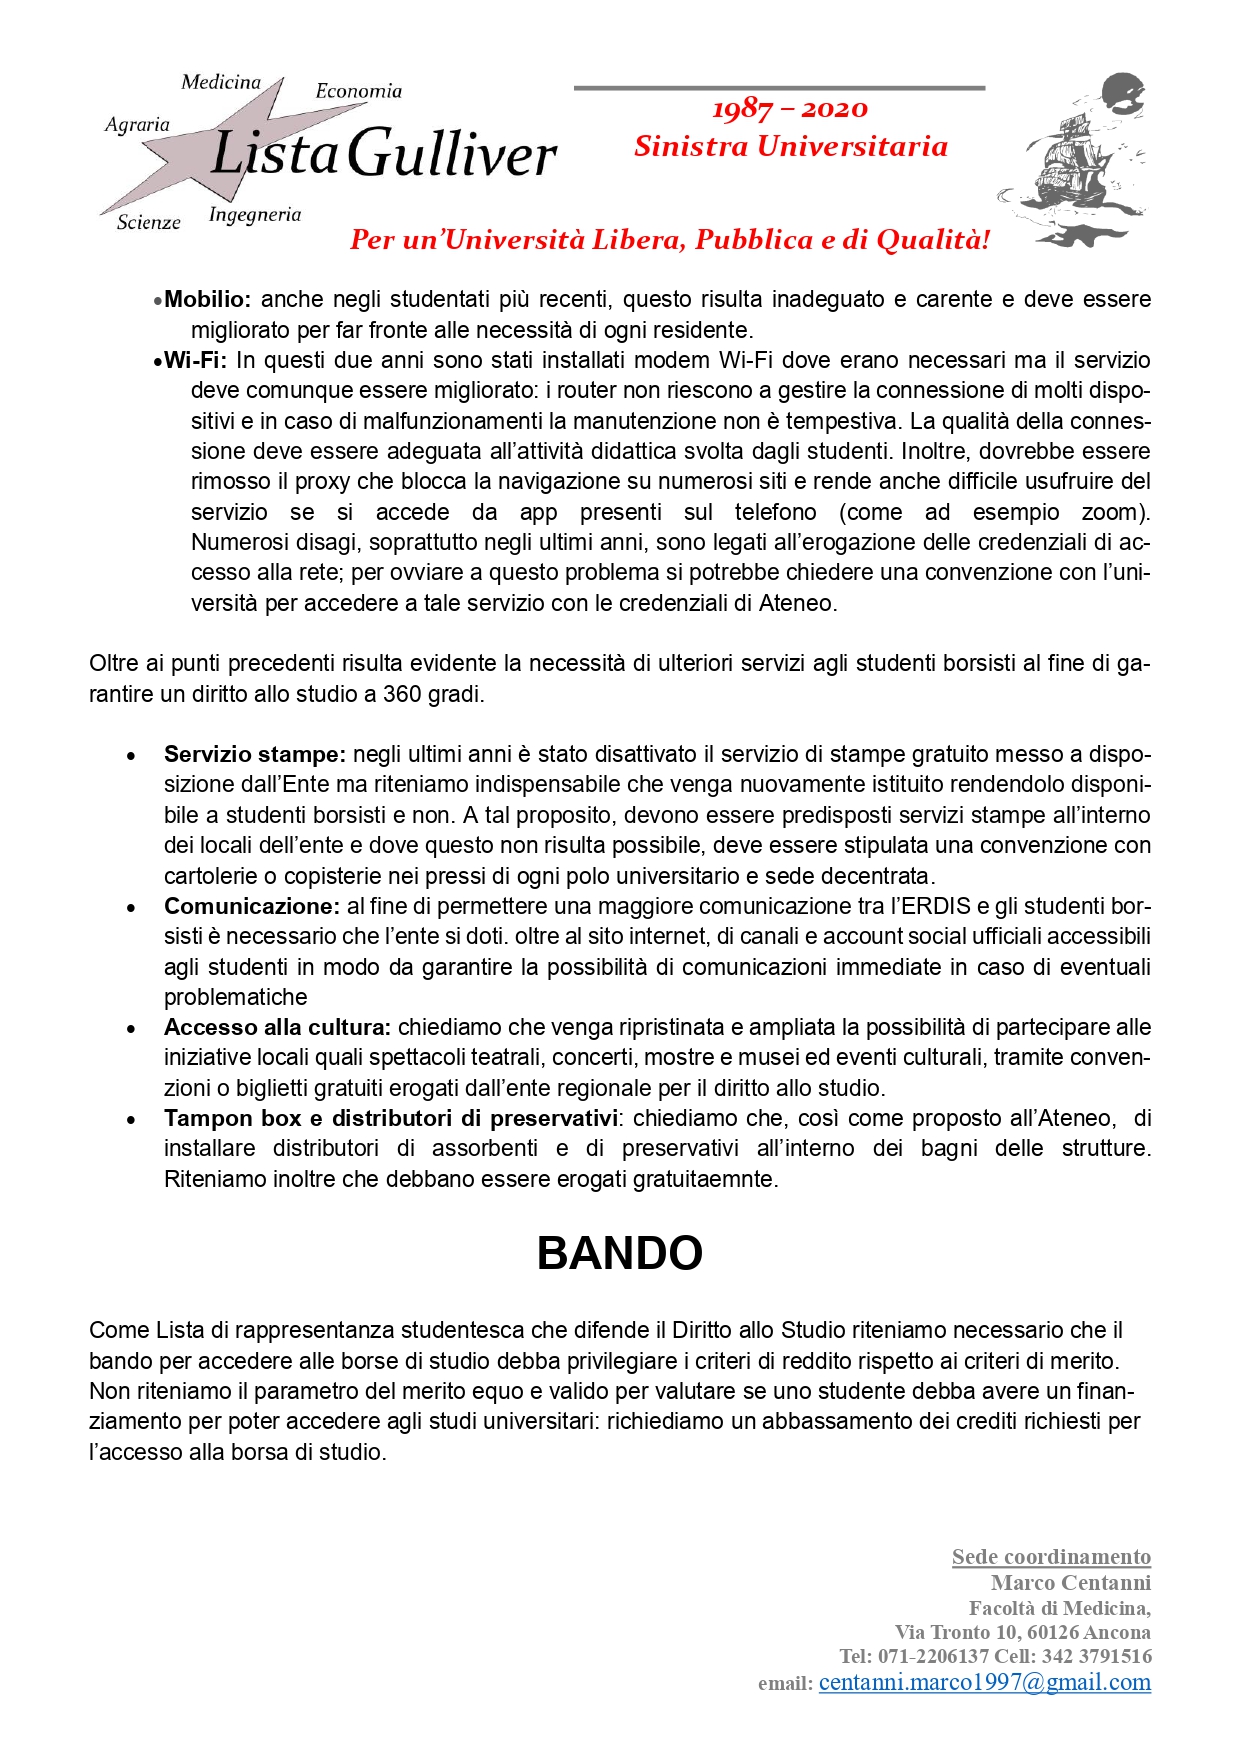 Medicina
Economia
Agraria
Lista Gulliver
Scienze
Ingegneria
1987 – 2020
Sinistra Universitaria
Per un’Università Libera, Pubblica e di Qualità!
•Mobilio: anche negli studentati più recenti, questo risulta inadeguato e carente e deve essere
migliorato per far fronte alle necessità di ogni residente.
•Wi-Fi: In questi due anni sono stati installati modem Wi-Fi dove erano necessari ma il servizio
deve comunque essere migliorato: i router non riescono a gestire la connessione di molti dispo-
sitivi e in caso di malfunzionamenti la manutenzione non è tempestiva. La qualità della connes-
sione deve essere adeguata all’attività didattica svolta dagli studenti. Inoltre, dovrebbe essere
rimosso il proxy che blocca la navigazione su numerosi siti e rende anche difficile usufruire del
servizio se si accede da app presenti sul telefono (come ad esempio zoom).
Numerosi disagi, soprattutto negli ultimi anni, sono legati all’erogazione delle credenziali di ac-
cesso alla rete; per ovviare a questo problema si potrebbe chiedere una convenzione con l’uni-
versità per accedere a tale servizio con le credenziali di Ateneo.
Oltre ai punti precedenti risulta evidente la necessità di ulteriori servizi agli studenti borsisti al fine di ga-
rantire un diritto allo studio a 360 gradi.
• Servizio stampe: negli ultimi anni è stato disattivato il servizio di stampe gratuito messo a dispo-
sizione dall’Ente ma riteniamo indispensabile che venga nuovamente istituito rendendolo disponi-
bile a studenti borsisti e non. A tal proposito, devono essere predisposti servizi stampe all’interno
dei locali dell’ente e dove questo non risulta possibile, deve essere stipulata una convenzione con
cartolerie o copisterie nei pressi di ogni polo universitario e sede decentrata.
• Comunicazione: al fine di permettere una maggiore comunicazione tra l’ERDIS e gli studenti bor-
sisti è necessario che l’ente si doti. oltre al sito internet, di canali e account social ufficiali accessibili
agli studenti in modo da garantire la possibilità di comunicazioni immediate in caso di eventuali
problematiche
• Accesso alla cultura: chiediamo che venga ripristinata e ampliata la possibilità di partecipare alle
iniziative locali quali spettacoli teatrali, concerti, mostre e musei ed eventi culturali, tramite conven-
zioni o biglietti gratuiti erogati dall’ente regionale per il diritto allo studio.
• Tampon box e distributori di preservativi: chiediamo che, così come proposto all’Ateneo, di
installare distributori di assorbenti e di preservativi all’interno dei bagni delle strutture.
Riteniamo inoltre che debbano essere erogati gratuitaemnte.
BANDO
Come Lista di rappresentanza studentesca che difende il Diritto allo Studio riteniamo necessario che il
bando per accedere alle borse di studio debba privilegiare i criteri di reddito rispetto ai criteri di merito.
Non riteniamo il parametro del merito equo e valido per valutare se uno studente debba avere un finan-
ziamento per poter accedere agli studi universitari: richiediamo un abbassamento dei crediti richiesti per
l’accesso alla borsa di studio.
Sede coordinamento
Marco Centanni
Facoltà di Medicina,
Via Tronto 10, 60126 Ancona
Tel: 071-2206137 Cell: 342 3791516
email: centanni.marco1997@gmail.com